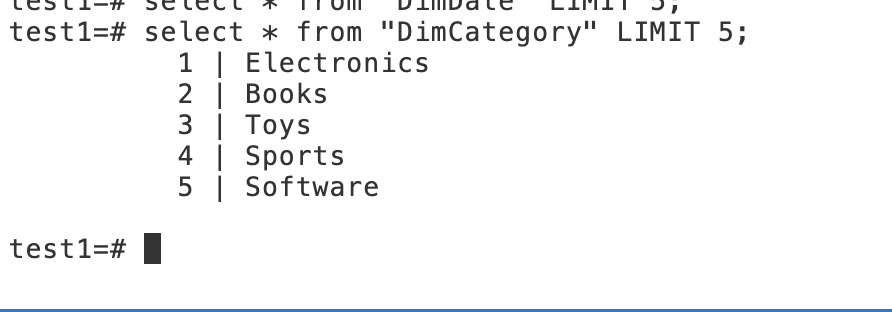 test1=# select * from "DimDate" LIMIT 5;
test1=# select * from "DimCategory" LIMIT 5;
1 | Electronics
2 | Books
3 | Toys
4 | Sports
5 | Software
test1=#